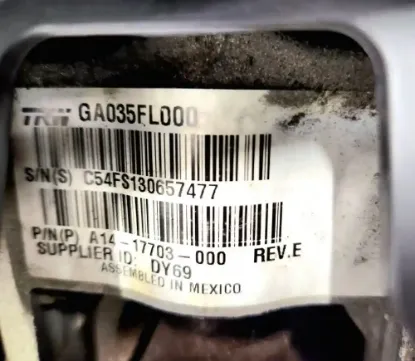 TRW GA035FL000
S/N(S) C54FS130657477
P/N(P) A14-17703-000 REV.E
SUPPLIER ID: DY69
ASSEMBLED IN MEXICO